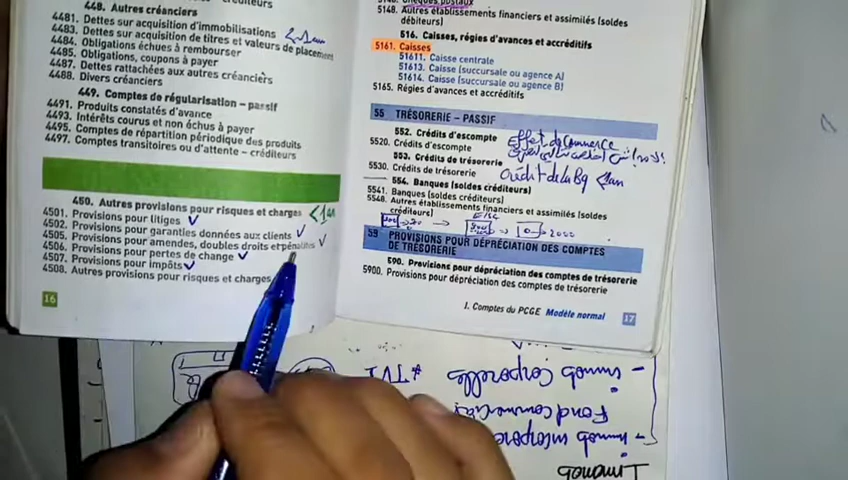 448. Autres créanciers
4481. Dettes sur acquisition d'immobilisations
4483. Dettes sur acquisition de titres et valeurs de placement
4484. Obligations échues à rembourser
4485. Obligations, coupons à payer
4487. Dettes rattachées aux autres créanciers
4488. Divers créanciers
449. Comptes de régularisation – passif
4491. Produits constatés d'avance
4493. Intérêts courus et non échus à payer
4495. Comptes de répartition périodique des produits
4497. Comptes transitoires ou d'attente – créditeurs
450. Autres provisions pour risques et charges <1an
4501. Provisions pour litiges
4502. Provisions pour garanties données aux clients
4505. Provisions pour amendes, doubles droits et pénalités
4506. Provisions pour pertes de change
4507. Provisions pour impôts
4508. Autres provisions pour risques et charges
16
5148. Autres établissements financiers et assimilés (soldes
débiteurs)
516. Caisses, régies d'avances et accréditifs
5161. Caisses
51611. Caisse centrale
51613. Caisse (succursale ou agence A)
51614. Caisse (succursale ou agence B)
5165. Régies d'avances et accréditifs
55 TRÉSORERIE – PASSIF
552. Crédits d'escompte
5520. Crédits d'escompte
effet de commerce
553. Crédits de trésorerie
5530. Crédits de trésorerie
554. Banques (soldes créditeurs)
5541. Banques (soldes créditeurs)
5548. Autres établissements financiers et assimilés (soldes
créditeurs)
59 PROVISIONS POUR DÉPRÉCIATION DES COMPTES
DE TRÉSORERIE
590. Provisions pour dépréciation des comptes de trésorerie
5900. Provisions pour dépréciation des comptes de trésorerie
I. Comptes du PCGE Modèle normal
17
immob corporelles
Fond commercial